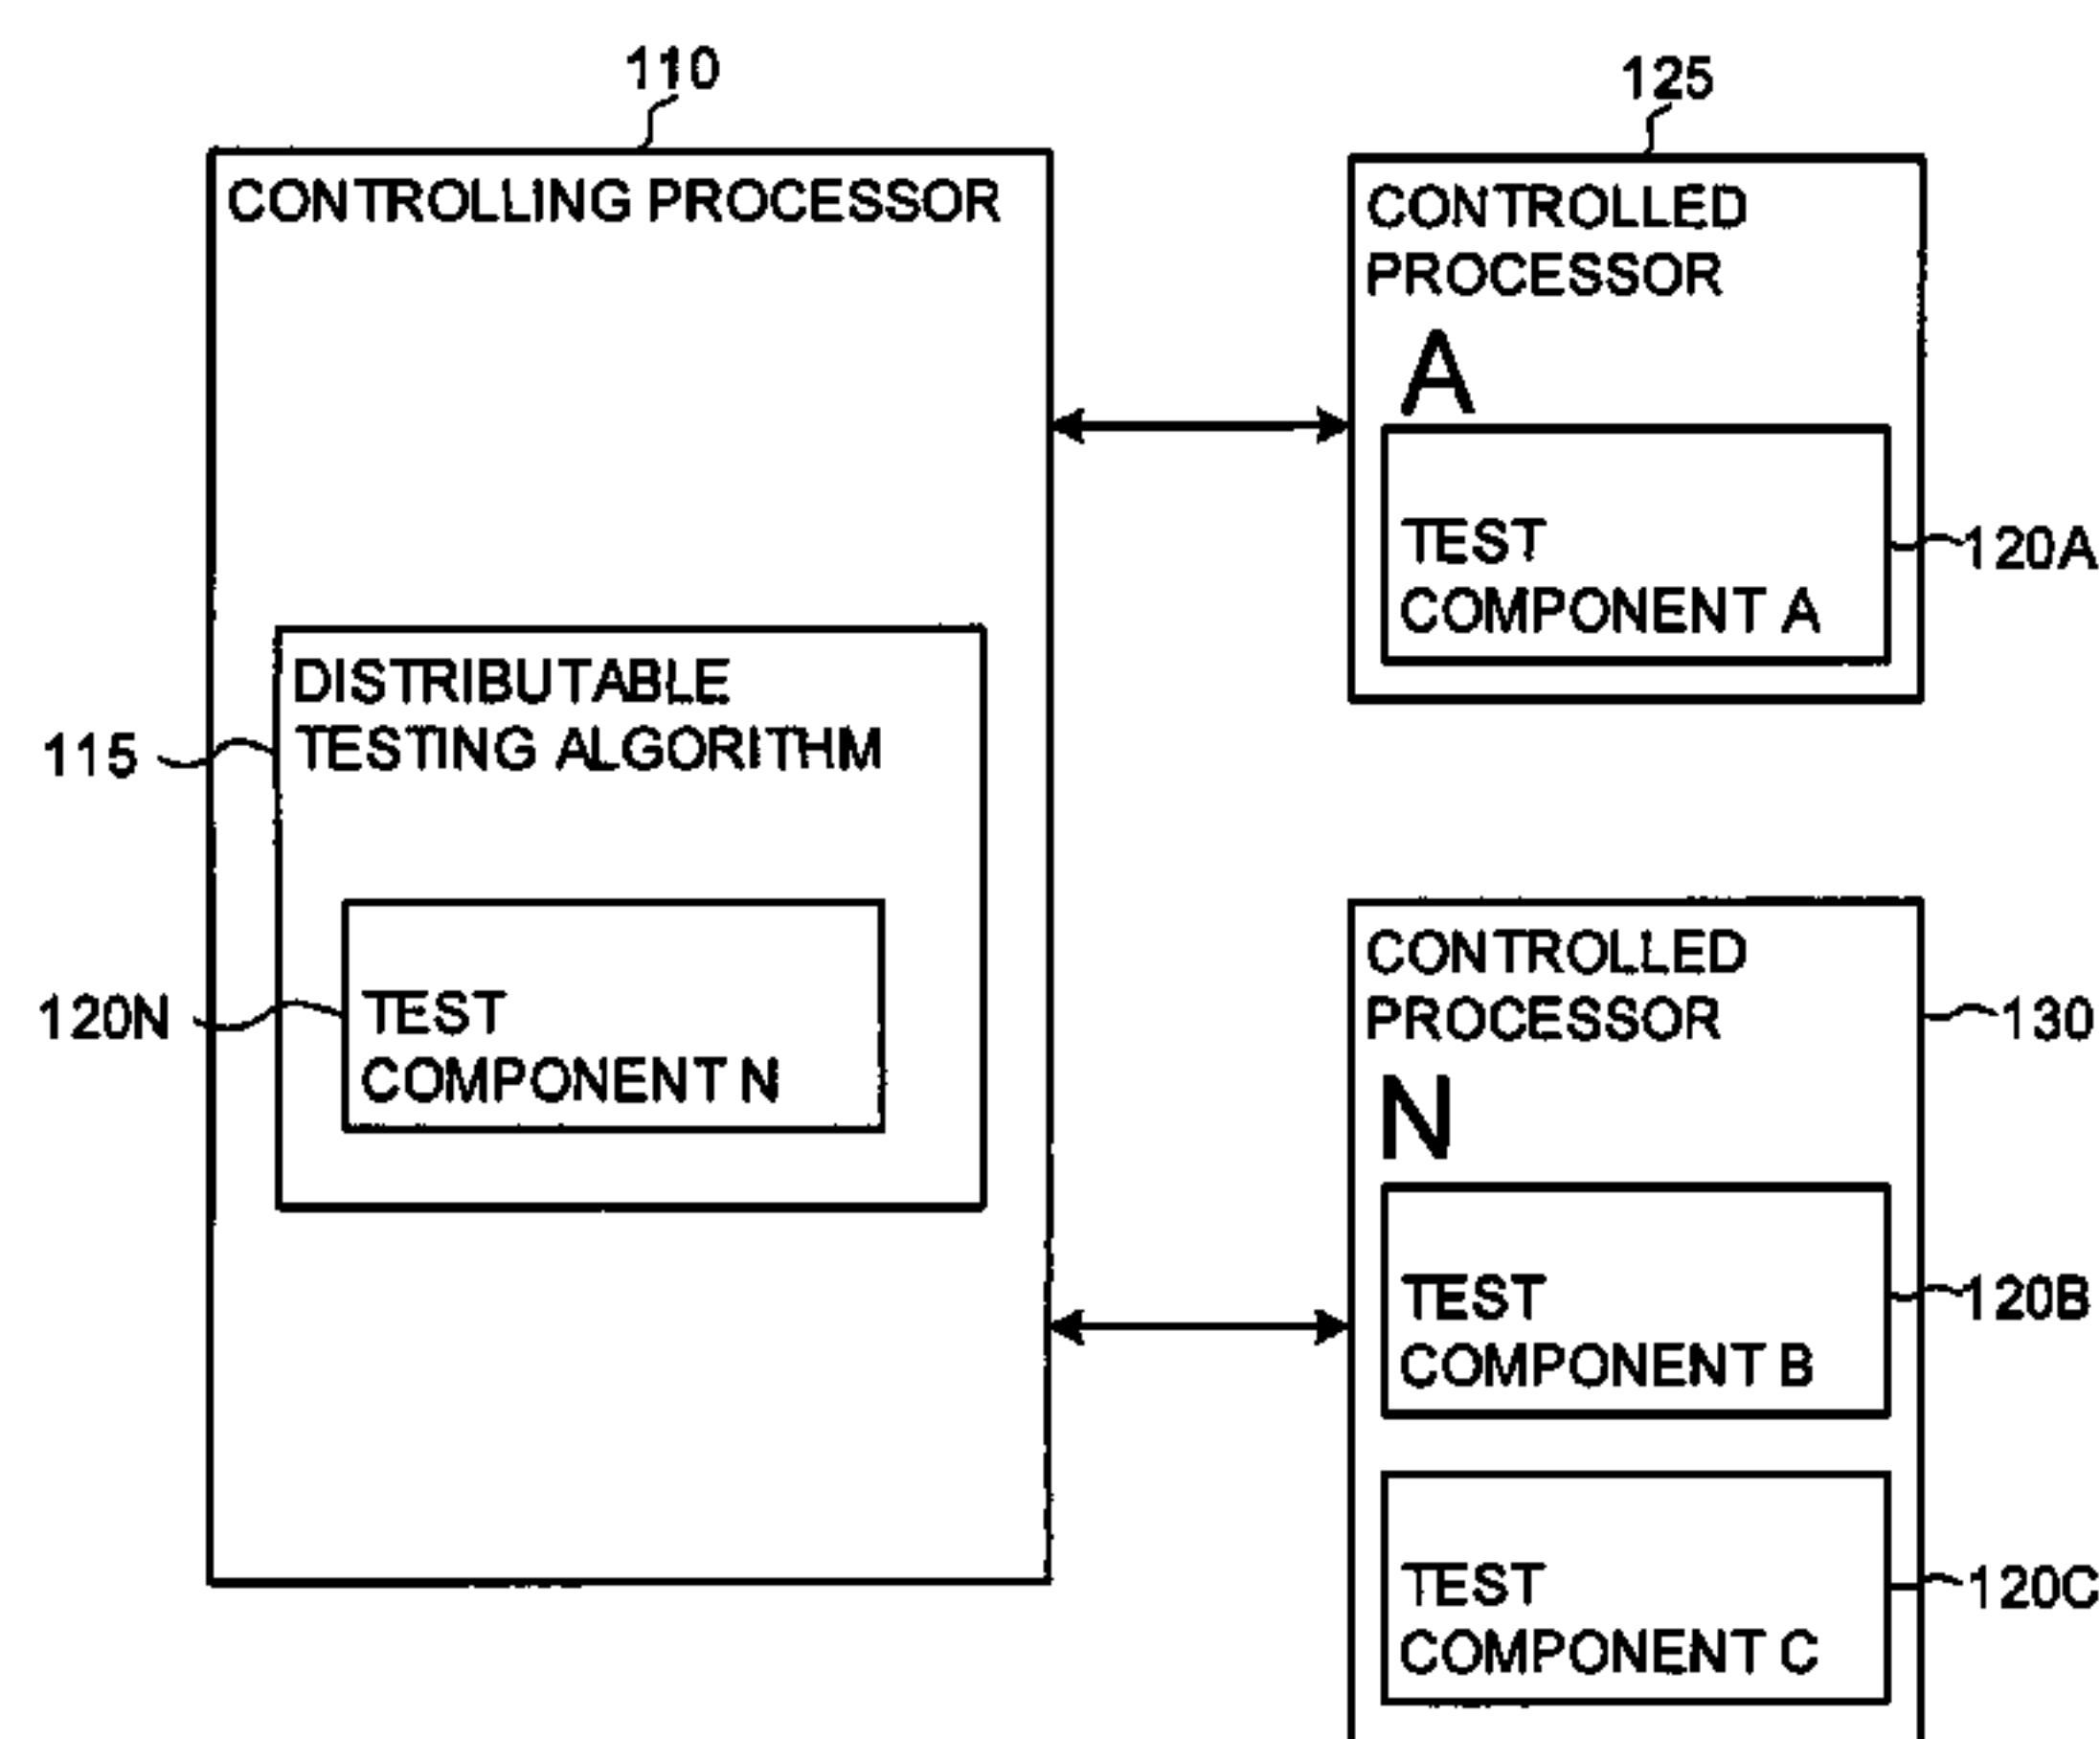 110
CONTROLLING PROCESSOR
DISTRIBUTABLE
TESTING ALGORITHM
115
TEST
COMPONENT N
120N
125
CONTROLLED
PROCESSOR
A
TEST
COMPONENT A
120A
CONTROLLED
PROCESSOR
N
130
TEST
COMPONENT B
120B
TEST
COMPONENT C
120C